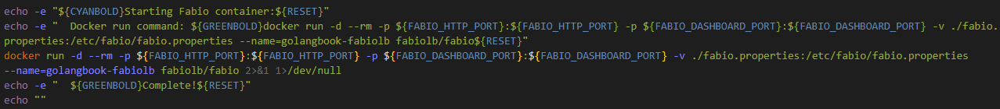 echo -e "${CYANBOLD}Starting Fabio container:${RESET}"
echo -e "  Docker run command: ${GREENBOLD}docker run -d --rm -p ${FABIO_HTTP_PORT}:${FABIO_HTTP_PORT} -p ${FABIO_DASHBOARD_PORT}:${FABIO_DASHBOARD_PORT} -v ./fabio.
properties:/etc/fabio/fabio.properties --name=golangbook-fabiolb fabiolb/fabio${RESET}"
docker run -d --rm -p ${FABIO_HTTP_PORT}:${FABIO_HTTP_PORT} -p ${FABIO_DASHBOARD_PORT}:${FABIO_DASHBOARD_PORT} -v ./fabio.properties:/etc/fabio/fabio.properties
--name=golangbook-fabiolb fabiolb/fabio 2>&1 1>/dev/null
echo -e "  ${GREENBOLD}Complete!${RESET}"
echo ""